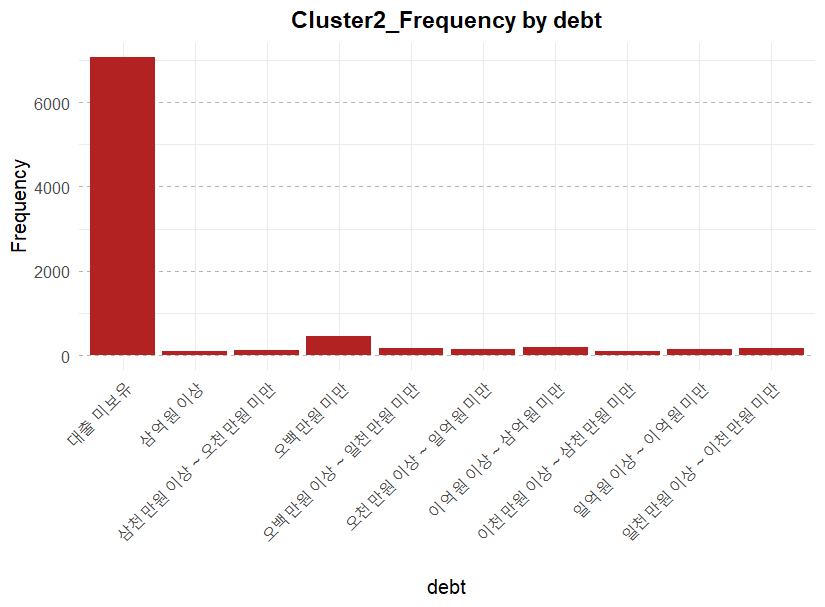 Cluster2_Frequency by debt
Frequency
6000
4000
2000
0
대출 미보유
삼억원 이상
삼천만원 이상 ~ 오천만원 미만
오백만원 미만
오백만원 이상 ~ 일천만원 미만
오천만원 이상 ~ 일억원 미만
이억원 이상 ~ 삼억원 미만
이천만원 이상 ~ 삼천만원 미만
일억원 이상 ~ 이억원 미만
일천만원 이상 ~ 이천만원 미만
debt